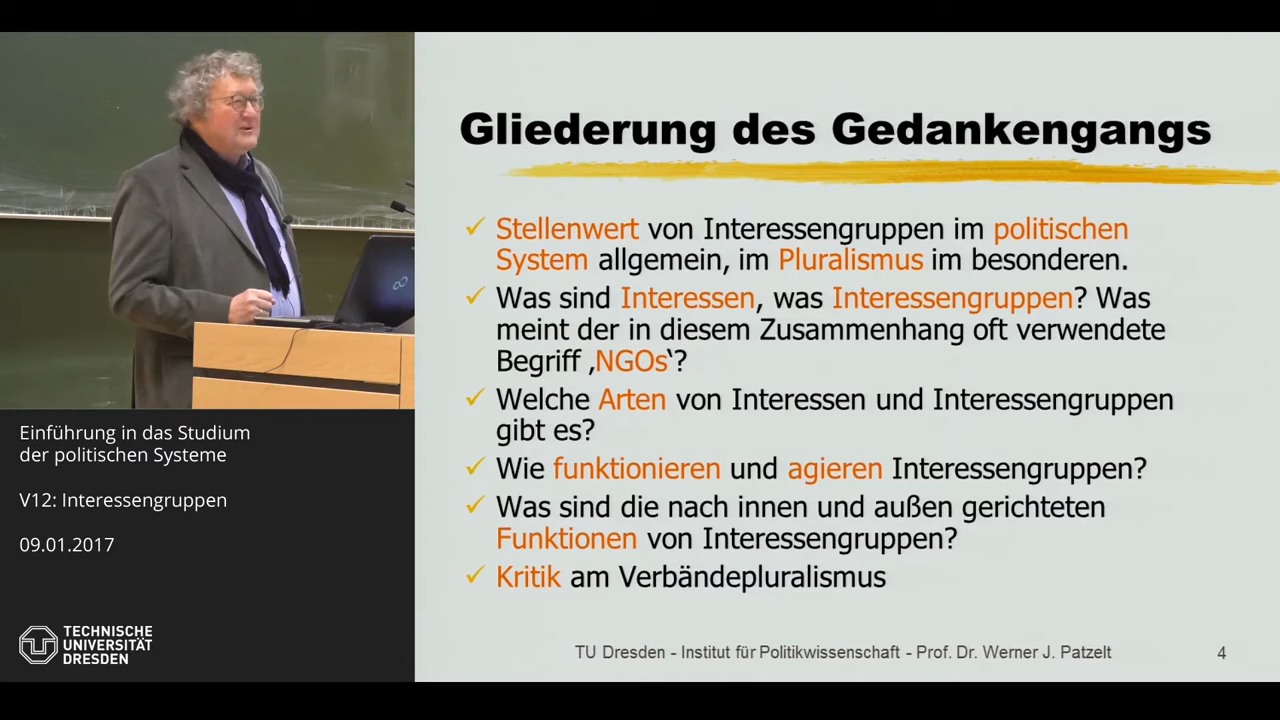 Gliederung des Gedankengangs
Stellenwert von Interessengruppen im politischen
System allgemein, im Pluralismus im besonderen.
Was sind Interessen, was Interessengruppen? Was
meint der in diesem Zusammenhang oft verwendete
Begriff ‚NGOs‘?
Welche Arten von Interessen und Interessengruppen
gibt es?
Wie funktionieren und agieren Interessengruppen?
Was sind die nach innen und außen gerichteten
Funktionen von Interessengruppen?
Kritik am Verbändepluralismus
TU Dresden - Institut für Politikwissenschaft - Prof. Dr. Werner J. Patzelt
4
Einführung in das Studium
der politischen Systeme
V12: Interessengruppen
09.01.2017
TECHNISCHE
UNIVERSITÄT
DRESDEN